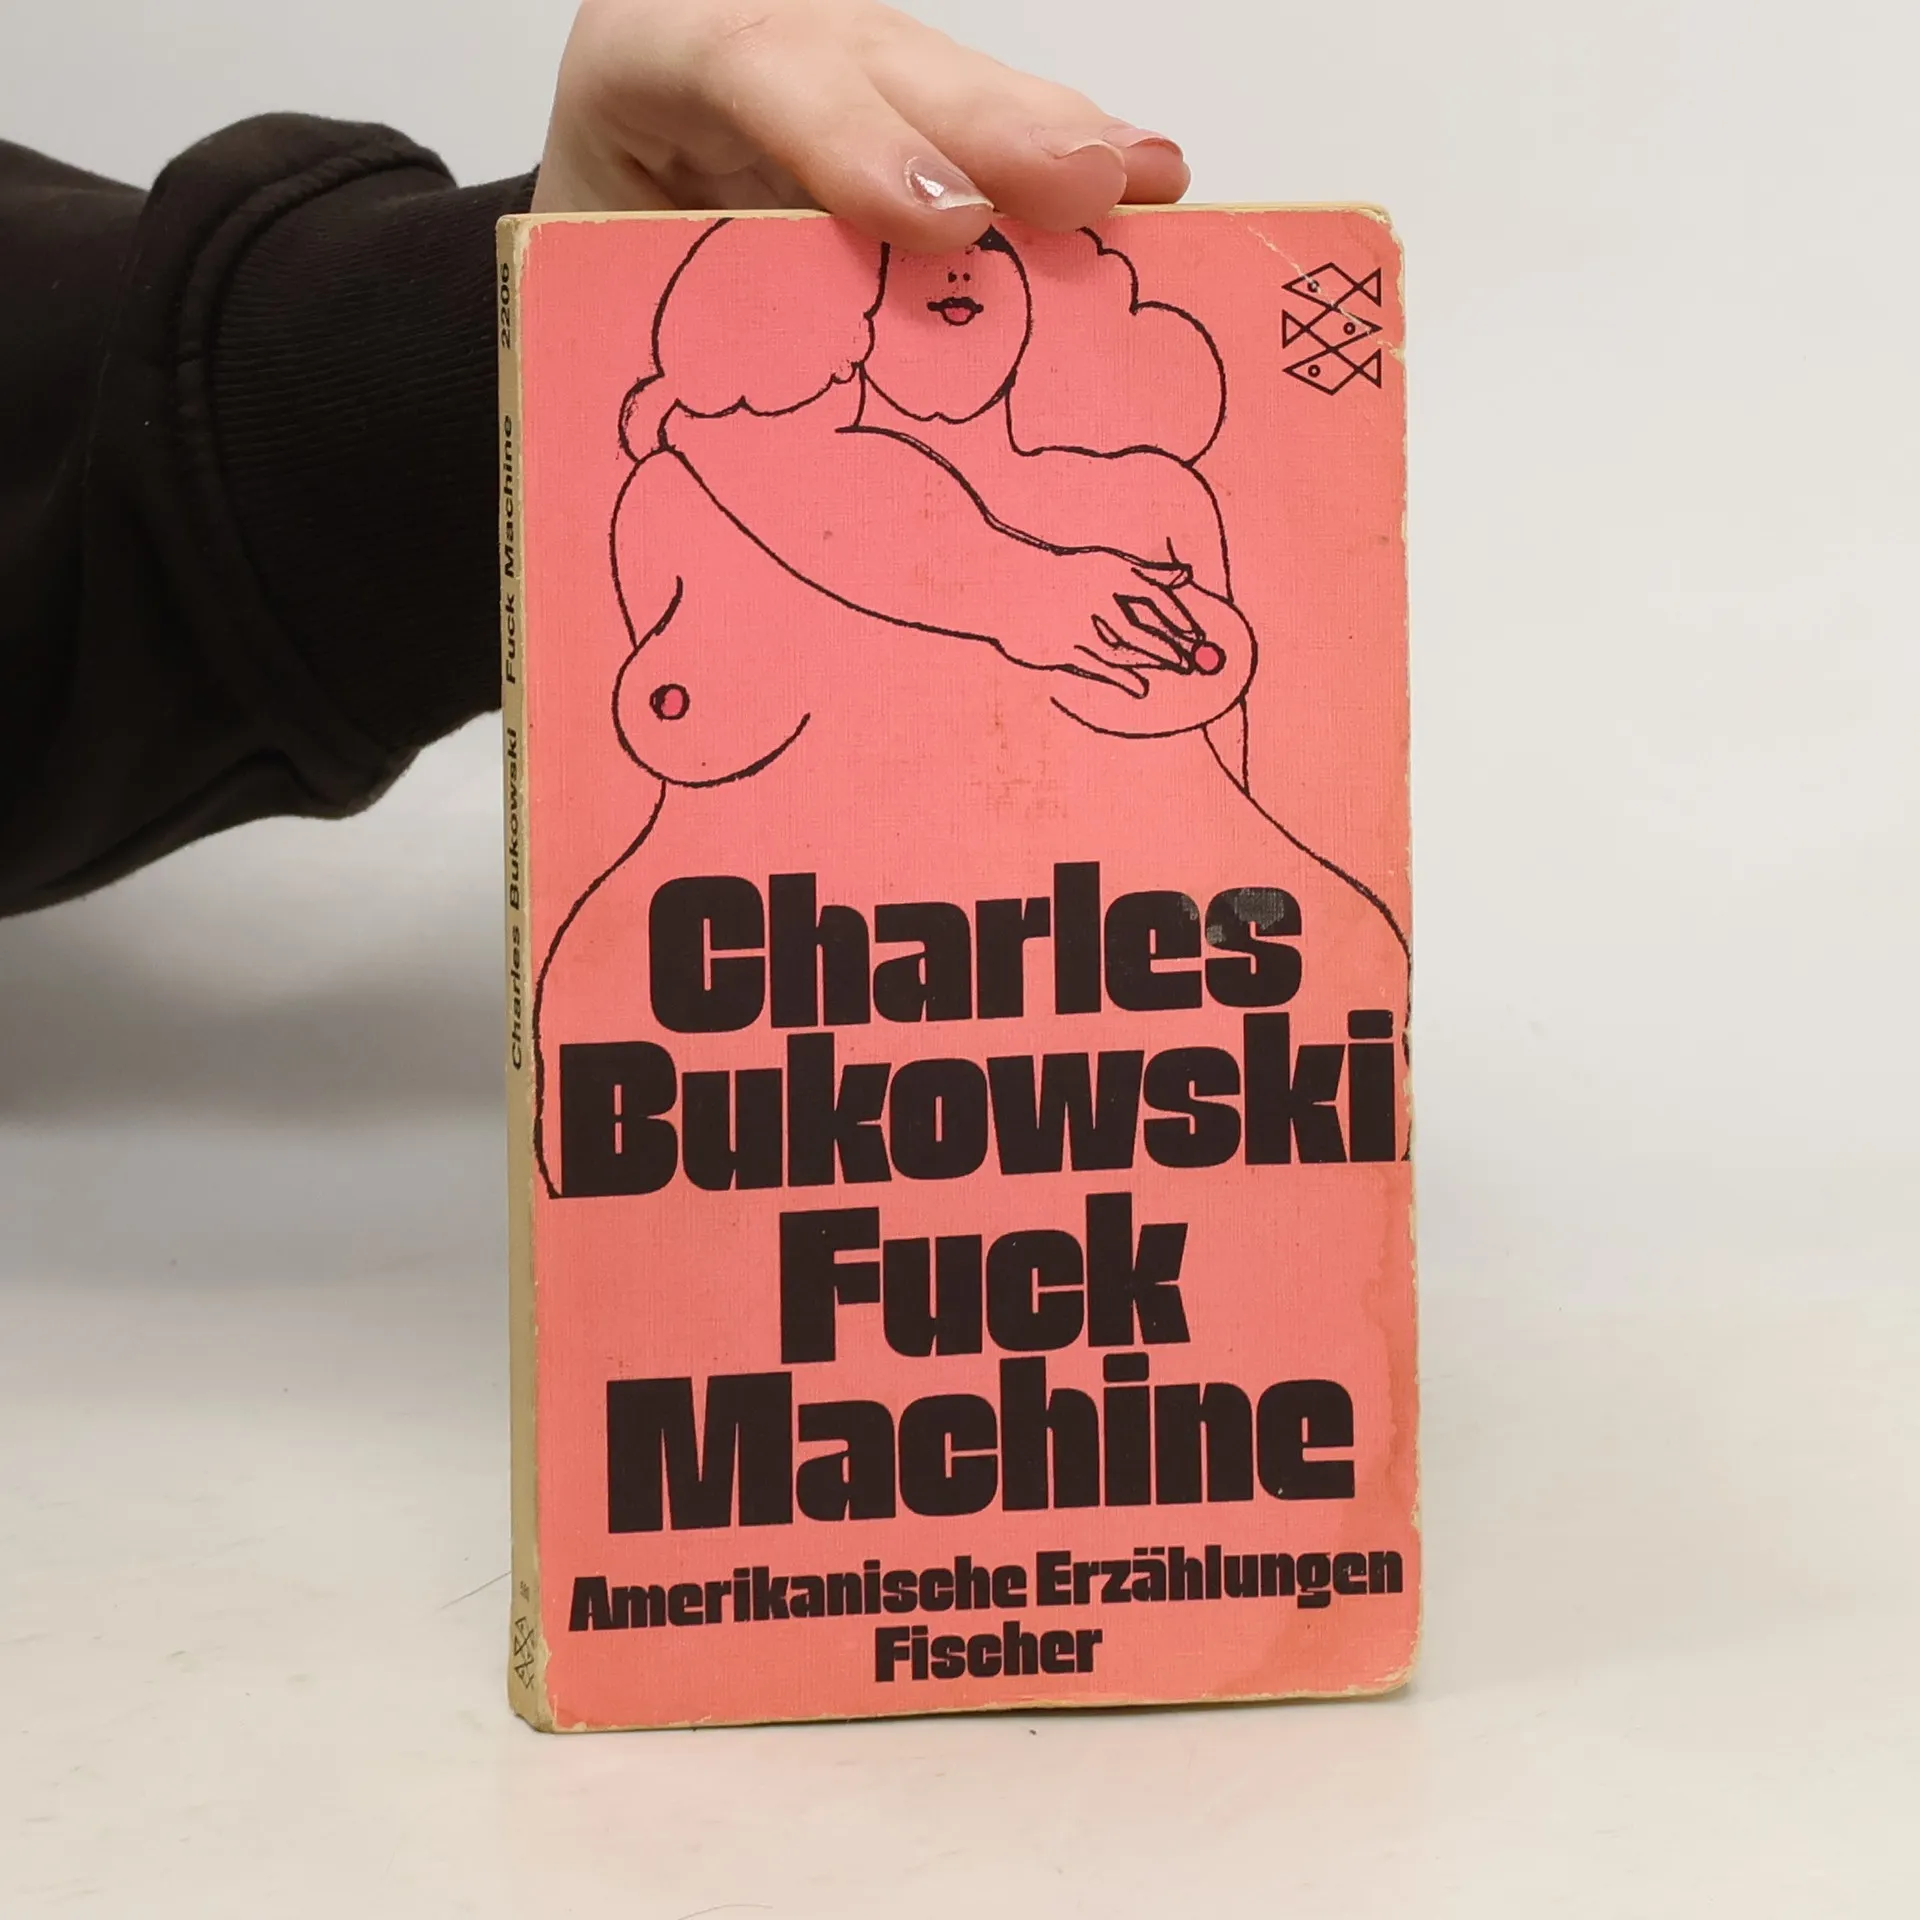 Charles
Bukowski
Fuck
Machine
Amerikanische Erzählungen
Fischer
Charles Bukowski Fuck Machine 2206